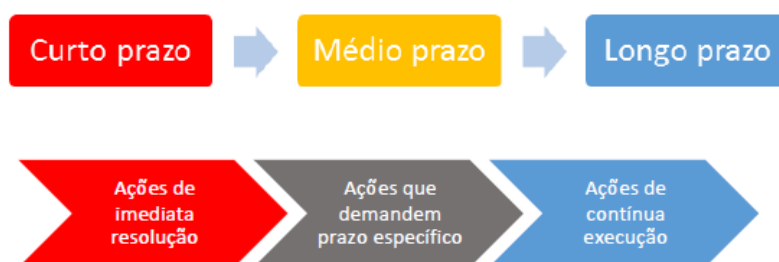 Curto prazo
Médio prazo
Longo prazo
Ações de
imediata
resolução
Ações que
demandem
prazo específico
Ações de
contínua
execução